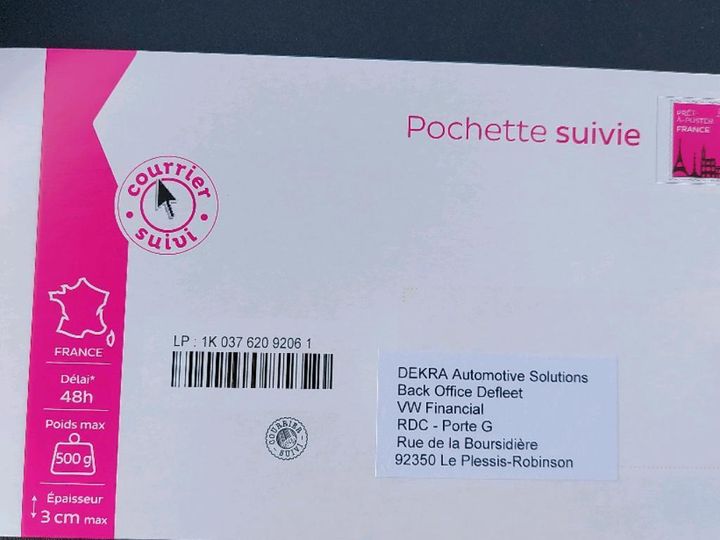 Pochette suivie
PRÊT-
À-POSTER
FRANCE
courrier
suivi
FRANCE
Délai*
48h
Poids max
500 g
Épaisseur
3 cm max
LP : 1K 037 620 9206 1
COURRIER
SUIVI
DEKRA Automotive Solutions
Back Office Defleet
VW Financial
RDC - Porte G
Rue de la Boursidière
92350 Le Plessis-Robinson